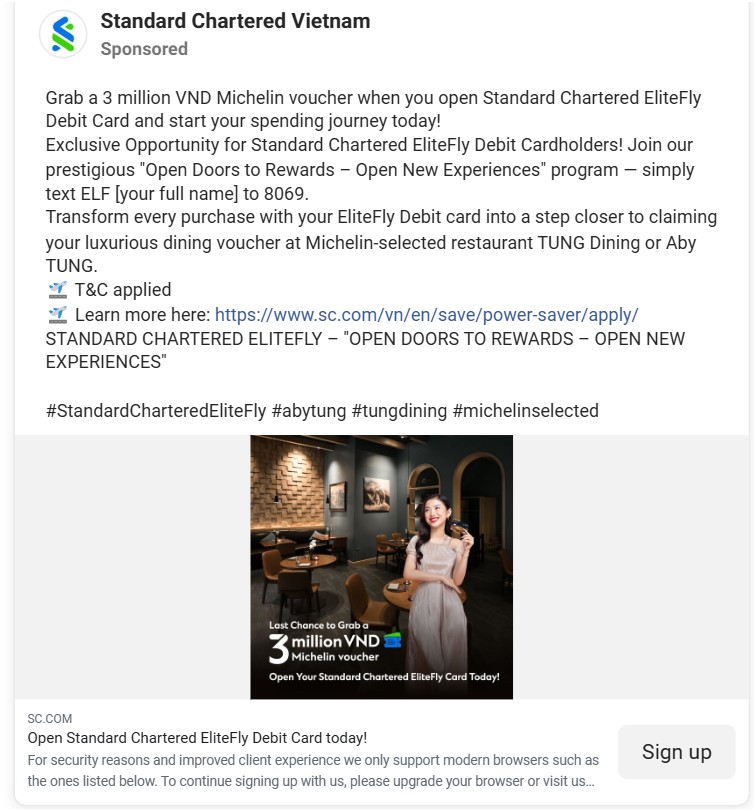 Standard Chartered Vietnam
Sponsored
Grab a 3 million VND Michelin voucher when you open Standard Chartered EliteFly
Debit Card and start your spending journey today!
Exclusive Opportunity for Standard Chartered EliteFly Debit Cardholders! Join our
prestigious "Open Doors to Rewards – Open New Experiences" program — simply
text ELF [your full name] to 8069.
Transform every purchase with your EliteFly Debit card into a step closer to claiming
your luxurious dining voucher at Michelin-selected restaurant TUNG Dining or Aby
TUNG.
🛫 T&C applied
🛫 Learn more here: https://www.sc.com/vn/en/save/power-saver/apply/
STANDARD CHARTERED ELITEFLY – "OPEN DOORS TO REWARDS – OPEN NEW
EXPERIENCES"
#StandardCharteredEliteFly #abytung #tungdining #michelinselected
Last Chance to Grab a
3 million VND
Michelin voucher
Open Your Standard Chartered EliteFly Card Today!
SC.COM
Open Standard Chartered EliteFly Debit Card today!
For security reasons and improved client experience we only support modern browsers such as
the ones listed below. To continue signing up with us, please upgrade your browser or visit us...
Sign up